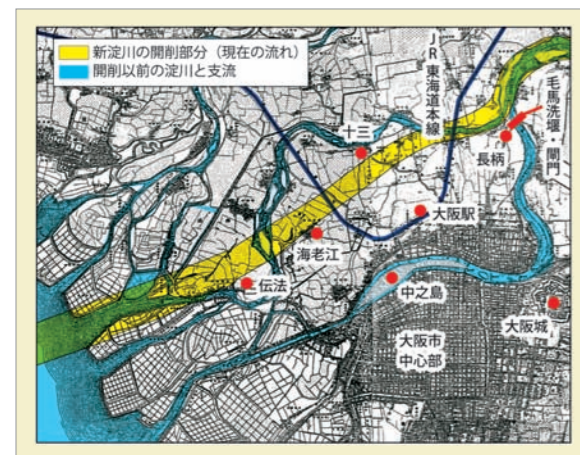 新淀川の開削部分（現在の流れ）
開削以前の淀川と支流
JR東海道本線
毛馬洗堰・閘門
十三
長柄
大阪駅
海老江
伝法
中之島
大阪城
大阪市
中心部